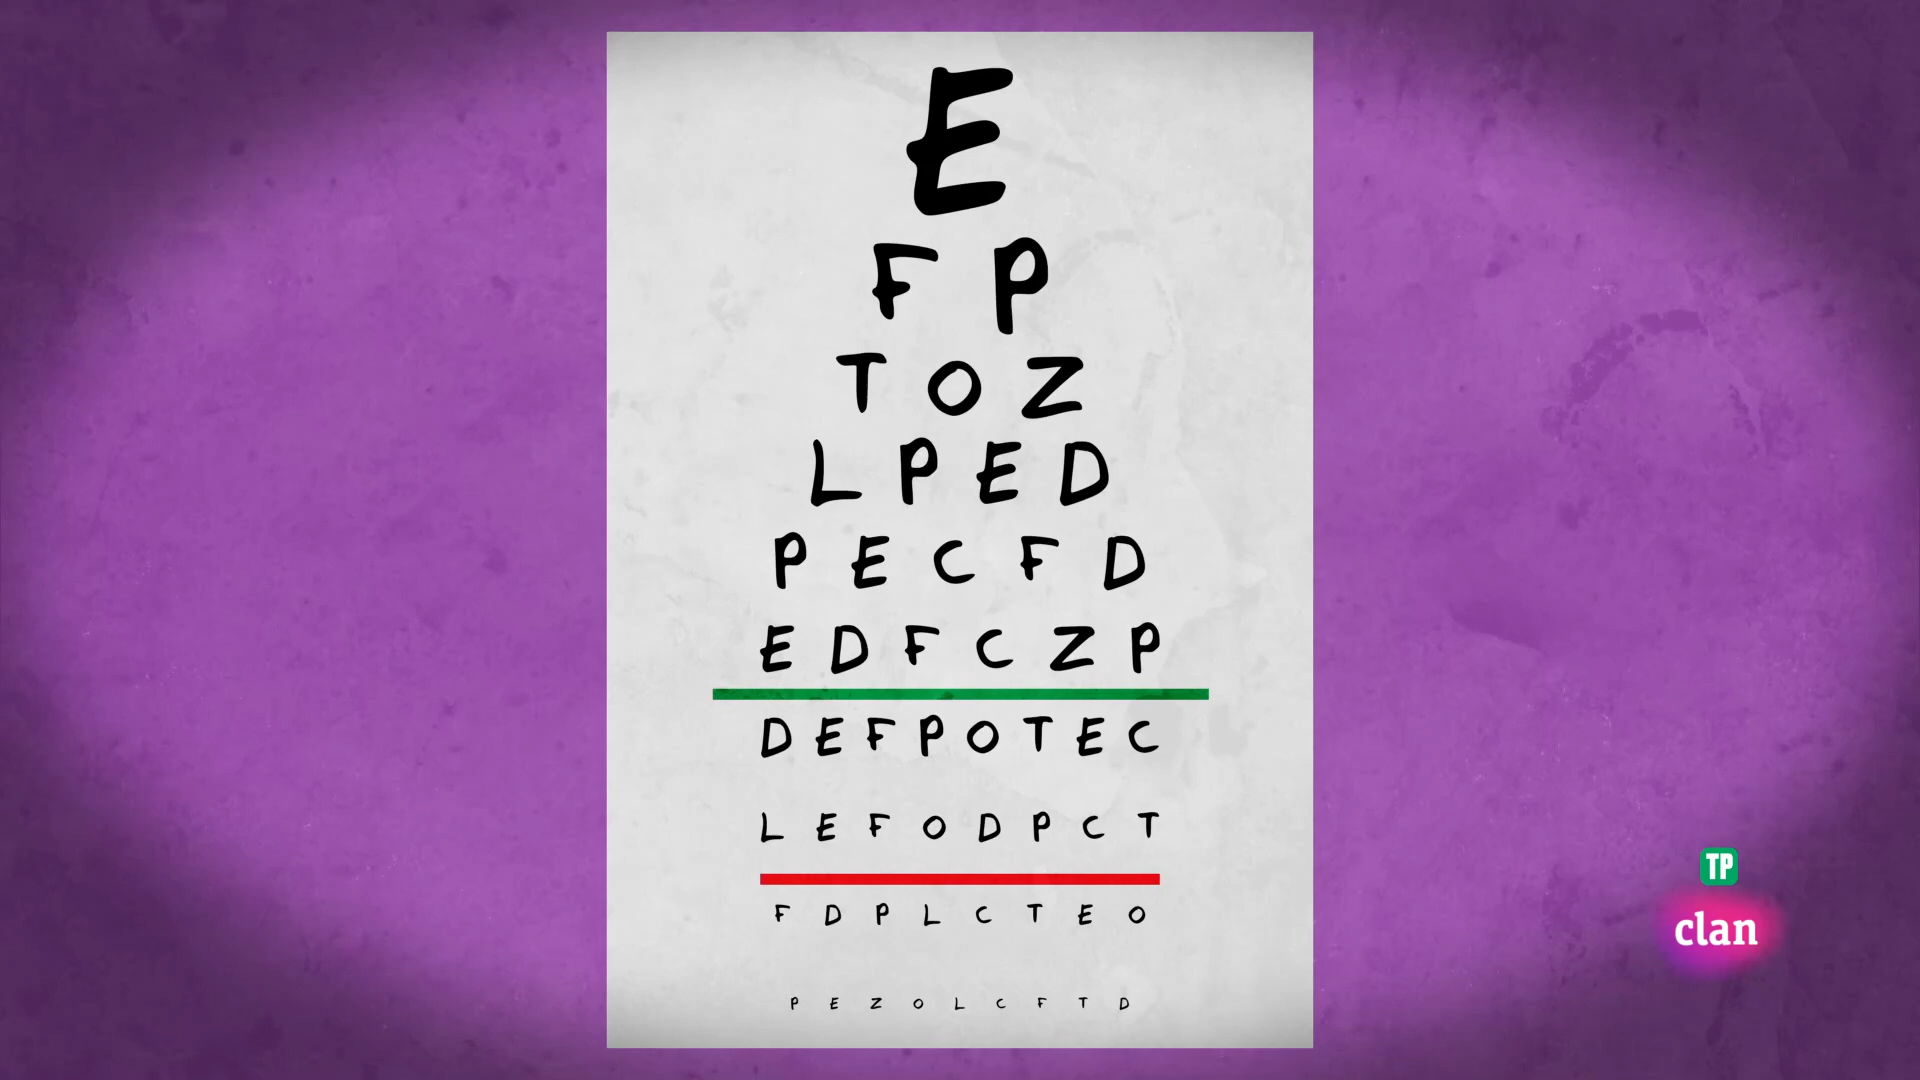 E
F P
T O Z
L P E D
P E C F D
E D F C Z P
D E F P O T E C
L E F O D P C T
F D P L C T E O
P E Z O L C F T D
TP
clan